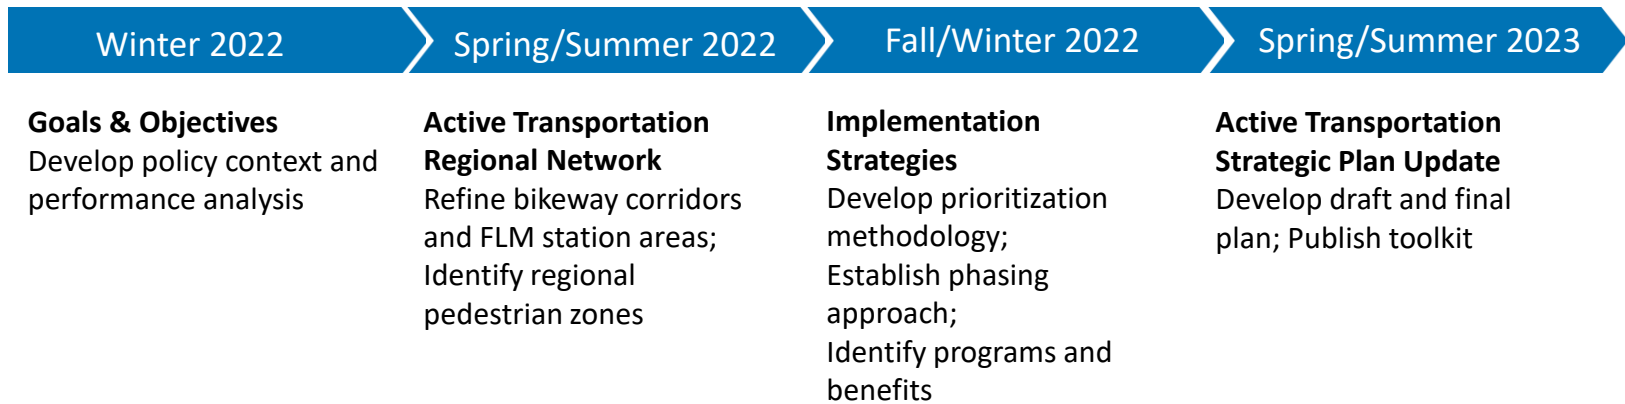 Winter 2022
Spring/Summer 2022
Fall/Winter 2022
Spring/Summer 2023
Goals & Objectives
Develop policy context and
performance analysis
Active Transportation
Regional Network
Refine bikeway corridors
and FLM station areas;
Identify regional
pedestrian zones
Implementation
Strategies
Develop prioritization
methodology;
Establish phasing
approach;
Identify programs and
benefits
Active Transportation
Strategic Plan Update
Develop draft and final
plan; Publish toolkit